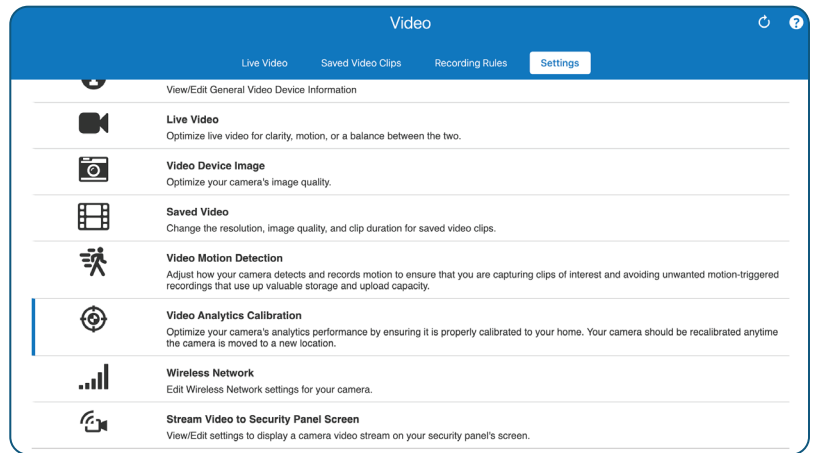 Video
?
Live Video Saved Video Clips Recording Rules Settings
View/Edit General Video Device Information
Live Video
Optimize live video for clarity, motion, or a balance between the two.
Video Device Image
Optimize your camera's image quality.
Saved Video
Change the resolution, image quality, and clip duration for saved video clips.
Video Motion Detection
Adjust how your camera detects and records motion to ensure that you are capturing clips of interest and avoiding unwanted motion-triggered
recordings that use up valuable storage and upload capacity.
Video Analytics Calibration
Optimize your camera's analytics performance by ensuring it is properly calibrated to your home. Your camera should be recalibrated anytime
the camera is moved to a new location.
Wireless Network
Edit Wireless Network settings for your camera.
Stream Video to Security Panel Screen
View/Edit settings to display a camera video stream on your security panel's screen.